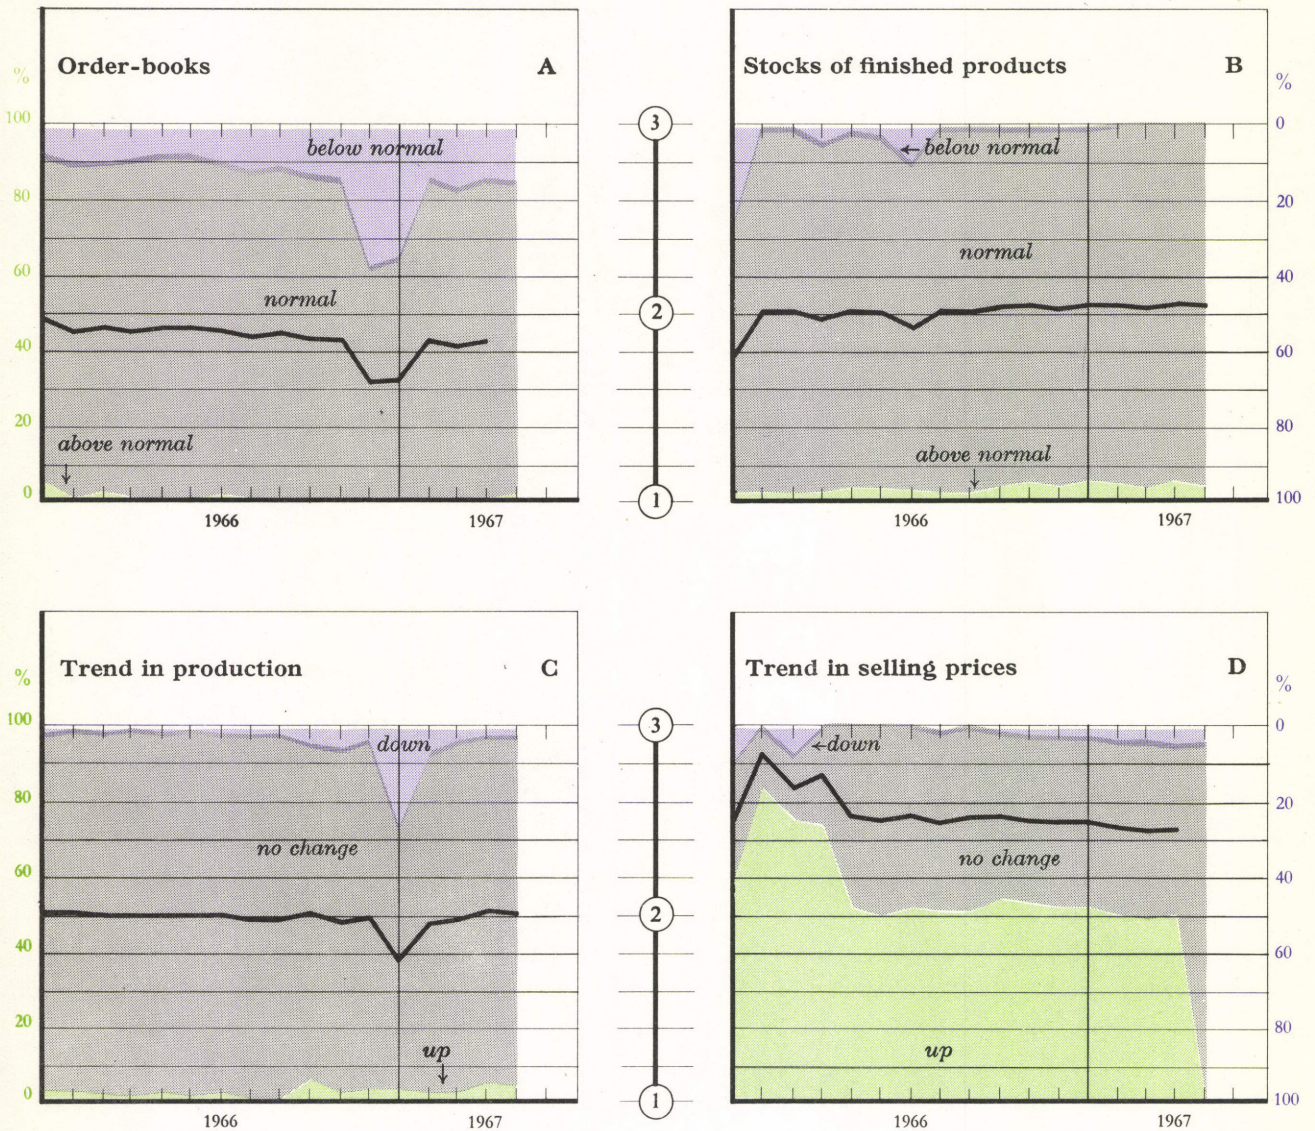 Order-books A
%
100
80
60
40
20
0
below normal
normal
above normal
1966 1967
3
2
1
Stocks of finished products B
%
0
20
40
60
80
100
below normal
normal
above normal
1966 1967
Trend in production C
%
100
80
60
40
20
0
down
no change
up
1966 1967
3
2
1
Trend in selling prices D
%
0
20
40
60
80
100
down
no change
up
1966 1967